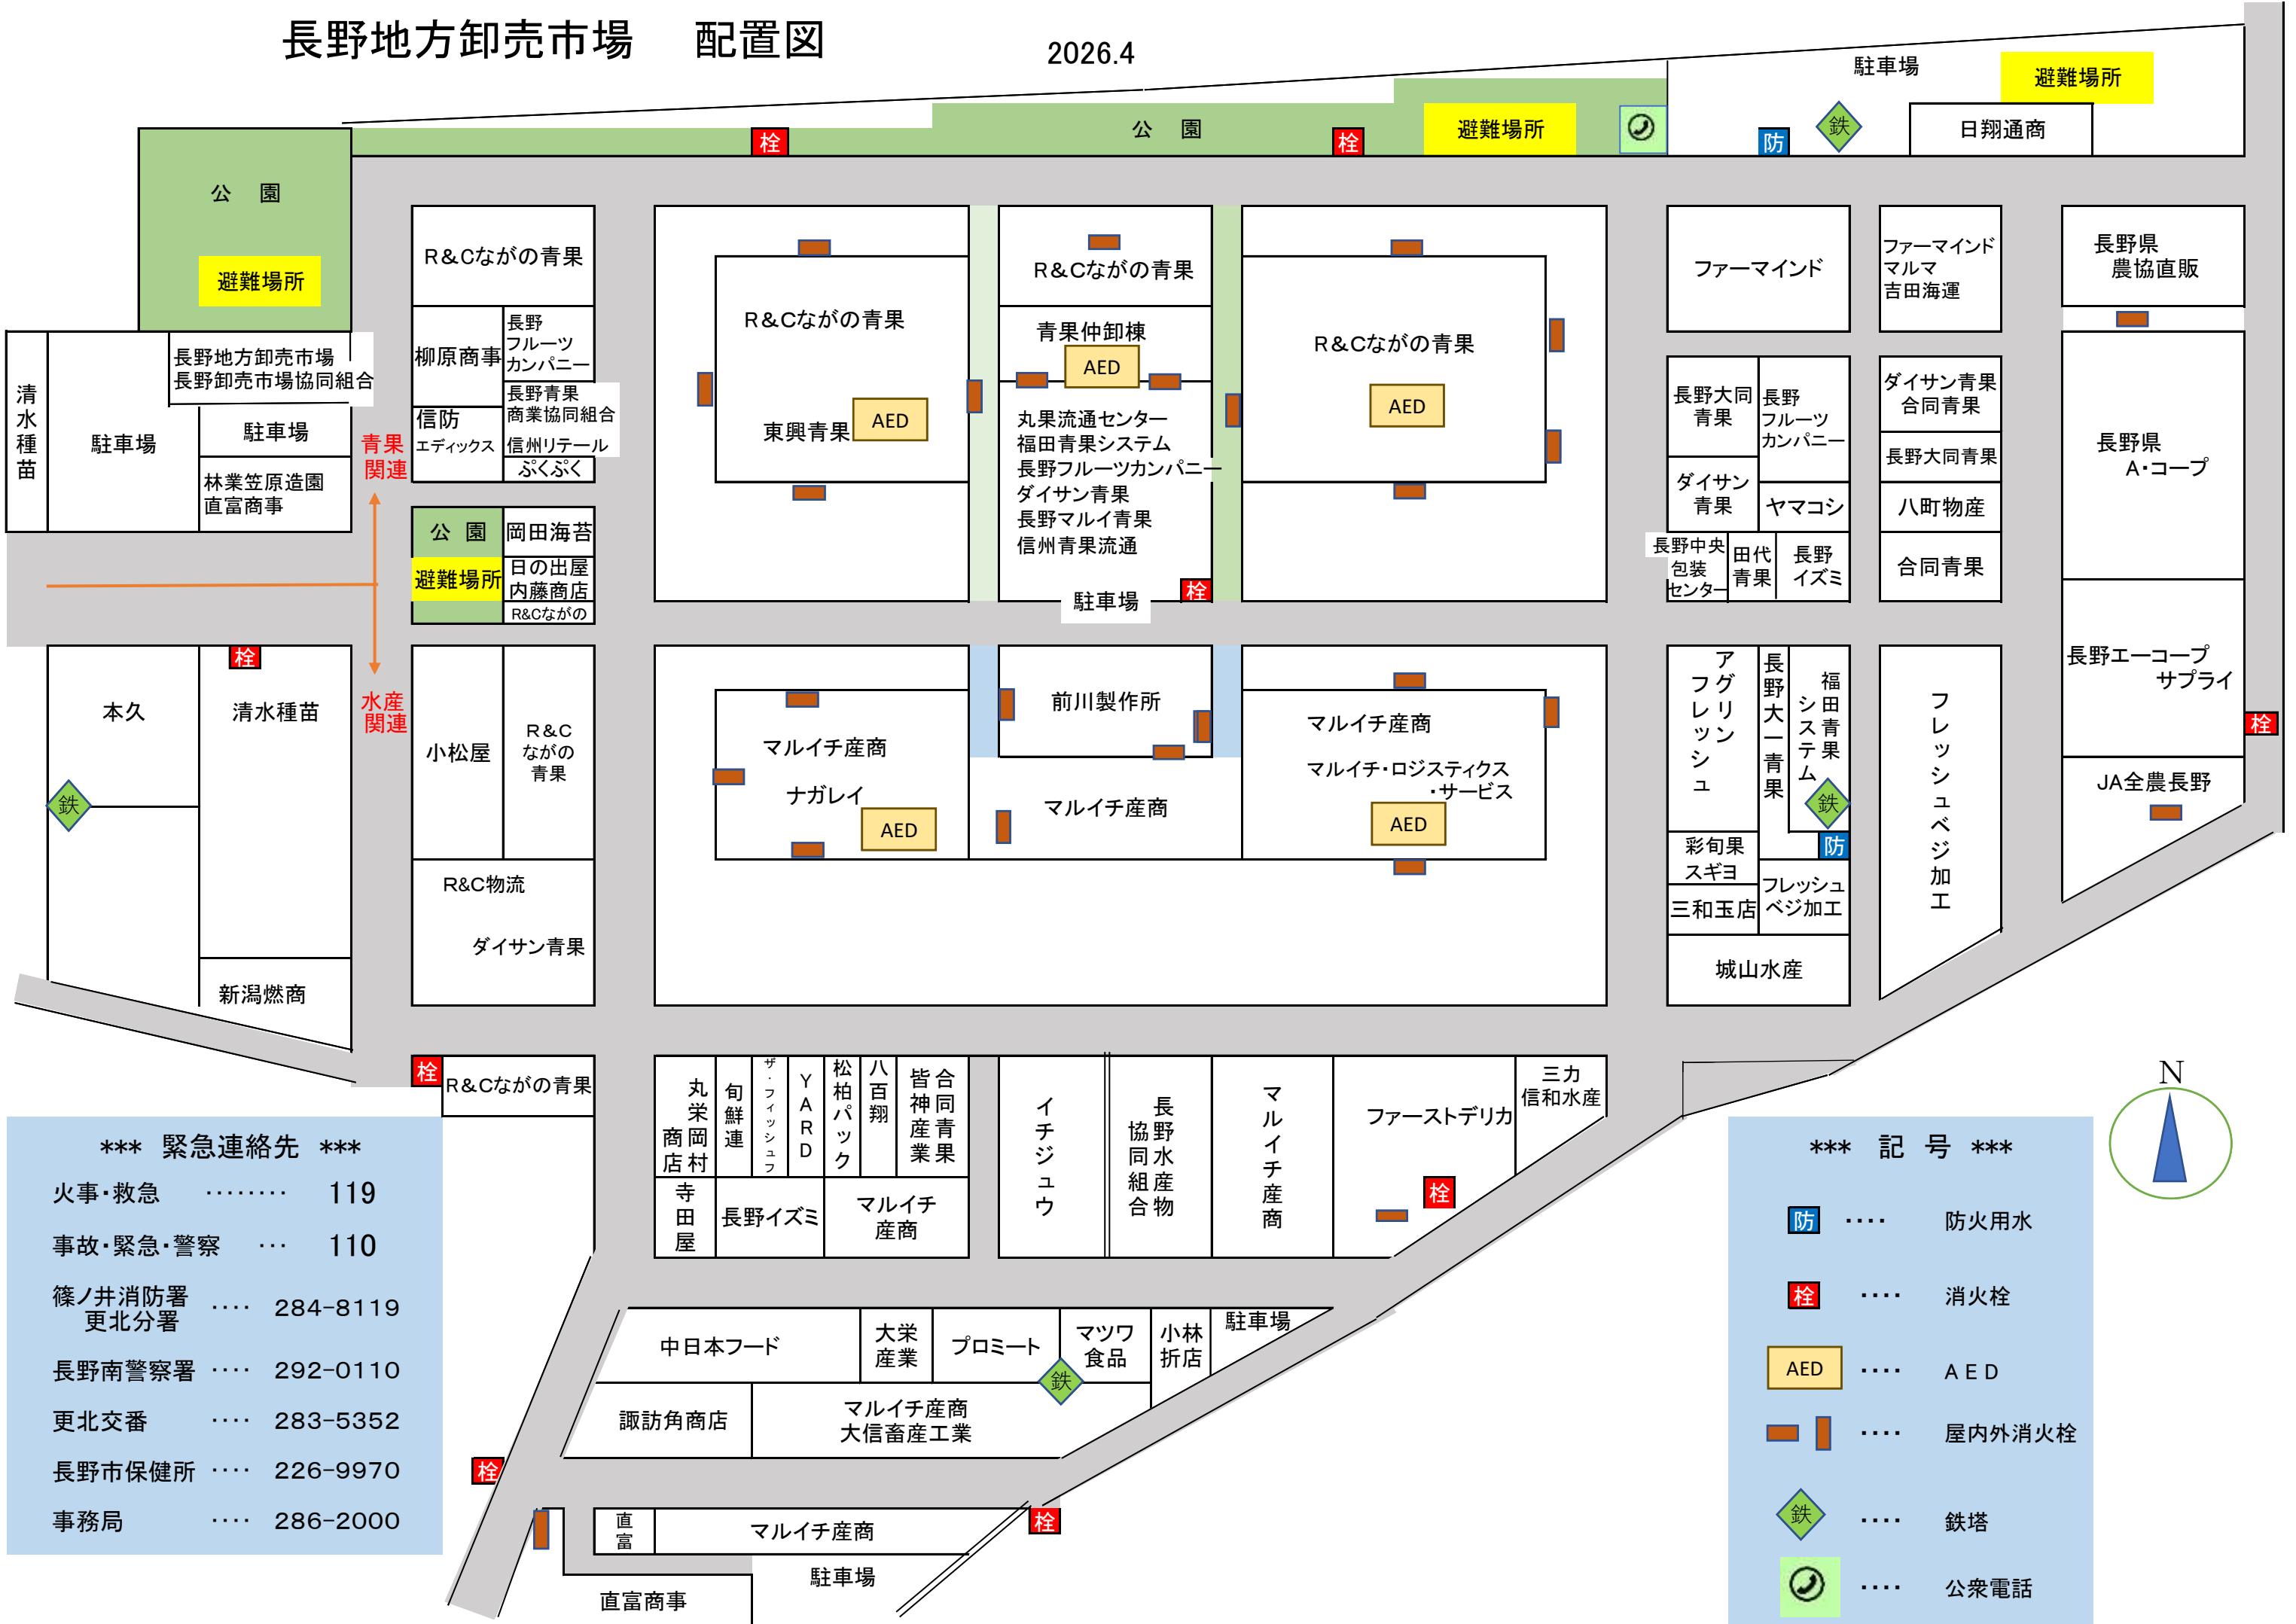 長野地方卸売市場 配置図
2026.4
駐車場
避難場所
公 園
避難場所
日翔通商
栓
栓
防
鉄
公 園
避難場所
R&Cながの青果
R&Cながの青果
R&Cながの青果
R&Cながの青果
ファーマインド
ファーマインド
マルマ
吉田海運
長野県
農協直販
清水種苗
駐車場
長野地方卸売市場
長野卸売市場協同組合
駐車場
林業笠原造園
直富商事
青果
関連
柳原商事
長野
フルーツ
カンパニー
長野青果
商業協同組合
信防
エディックス
信州リテール
ぷくぷく
東興青果
AED
青果仲卸棟
AED
丸果流通センター
福田青果システム
長野フルーツカンパニー
ダイサン青果
長野マルイ青果
信州青果流通
栓
駐車場
AED
長野大同
青果
長野
フルーツ
カンパニー
ダイサン
青果
ヤマコシ
長野中央
包装
センター
田代
青果
長野
イズミ
ダイサン青果
合同青果
長野大同青果
八町物産
合同青果
長野県
A・コープ
公 園
避難場所
岡田海苔
日の出屋
内藤商店
R&Cながの
水産
関連
本久
栓
清水種苗
鉄
新潟燃商
小松屋
R&C
ながの
青果
R&C物流
ダイサン青果
マルイチ産商
ナガレイ
AED
前川製作所
マルイチ産商
マルイチ産商
マルイチ・ロジスティクス
・サービス
AED
アグリン
フレッシュ
長野大一青果
福田青果
システム
鉄
防
彩旬果
スギヨ
三和玉店
フレッシュ
ベジ加工
城山水産
フレッシュベジ加工
長野エーコープ
サプライ
栓
JA全農長野
栓
R&Cながの青果
丸栄岡村
商店
旬鮮連
ザ・フィッシュフ
YARD
松柏パック
八百翔
合同青果
皆神産業
寺田屋
長野イズミ
マルイチ
産商
イチジュウ
長野水産物
協同組合
マルイチ産商
ファーストデリカ
栓
三力
信和水産
中日本フード
大栄
産業
プロミート
マツワ
食品
小林
折店
駐車場
鉄
諏訪角商店
マルイチ産商
大信畜産工業
栓
直富
マルイチ産商
栓
駐車場
直富商事
*** 緊急連絡先 ***
火事・救急 ‥‥‥‥ 119
事故・緊急・警察 ‥‥ 110
篠ノ井消防署
更北分署 ‥‥ 284-8119
長野南警察署 ‥‥ 292-0110
更北交番 ‥‥ 283-5352
長野市保健所 ‥‥ 226-9970
事務局 ‥‥ 286-2000
N
*** 記 号 ***
防 ‥‥ 防火用水
栓 ‥‥ 消火栓
AED ‥‥ AED
‥‥ 屋内外消火栓
鉄 ‥‥ 鉄塔
‥‥ 公衆電話